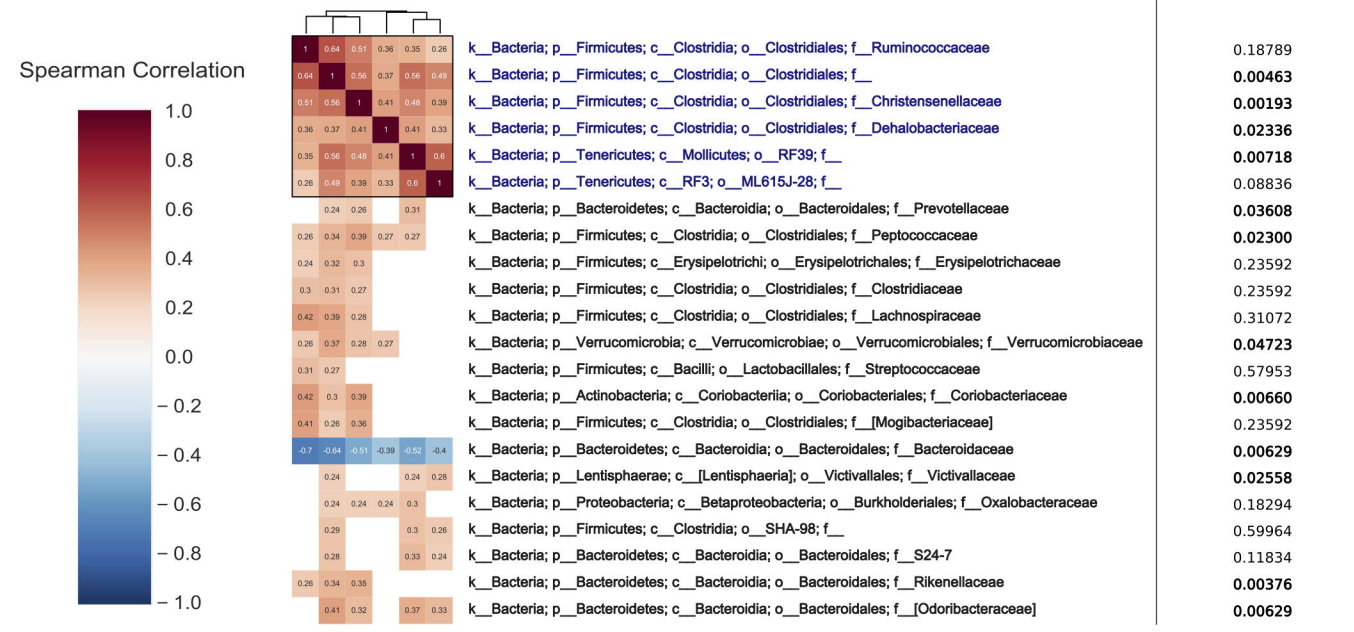 Spearman Correlation
1.0
0.8
0.6
0.4
0.2
0.0
− 0.2
− 0.4
− 0.6
− 0.8
− 1.0
1 0.64 0.51 0.36 0.35 0.26 k__Bacteria; p__Firmicutes; c__Clostridia; o__Clostridiales; f__Ruminococcaceae 0.18789
0.64 1 0.56 0.37 0.56 0.49 k__Bacteria; p__Firmicutes; c__Clostridia; o__Clostridiales; f__ 0.00463
0.51 0.56 1 0.41 0.48 0.39 k__Bacteria; p__Firmicutes; c__Clostridia; o__Clostridiales; f__Christensenellaceae 0.00193
0.36 0.37 0.41 1 0.41 0.33 k__Bacteria; p__Firmicutes; c__Clostridia; o__Clostridiales; f__Dehalobacteriaceae 0.02336
0.35 0.56 0.48 0.41 1 0.6 k__Bacteria; p__Tenericutes; c__Mollicutes; o__RF39; f__ 0.00718
0.26 0.49 0.39 0.33 0.6 1 k__Bacteria; p__Tenericutes; c__RF3; o__ML615J-28; f__ 0.08836
0.24 0.26 0.31 k__Bacteria; p__Bacteroidetes; c__Bacteroidia; o__Bacteroidales; f__Prevotellaceae 0.03608
0.26 0.34 0.39 0.27 0.27 k__Bacteria; p__Firmicutes; c__Clostridia; o__Clostridiales; f__Peptococcaceae 0.02300
0.24 0.32 0.3 k__Bacteria; p__Firmicutes; c__Erysipelotrichi; o__Erysipelotrichales; f__Erysipelotrichaceae 0.23592
0.3 0.31 0.27 k__Bacteria; p__Firmicutes; c__Clostridia; o__Clostridiales; f__Clostridiaceae 0.23592
0.42 0.39 0.28 k__Bacteria; p__Firmicutes; c__Clostridia; o__Clostridiales; f__Lachnospiraceae 0.31072
0.26 0.37 0.28 0.27 k__Bacteria; p__Verrucomicrobia; c__Verrucomicrobiae; o__Verrucomicrobiales; f__Verrucomicrobiaceae 0.04723
0.31 0.27 k__Bacteria; p__Firmicutes; c__Bacilli; o__Lactobacillales; f__Streptococcaceae 0.57953
0.42 0.3 0.39 k__Bacteria; p__Actinobacteria; c__Coriobacteriia; o__Coriobacteriales; f__Coriobacteriaceae 0.00660
0.41 0.26 0.36 k__Bacteria; p__Firmicutes; c__Clostridia; o__Clostridiales; f__[Mogibacteriaceae] 0.23592
-0.7 -0.64 -0.51 -0.39 -0.52 -0.4 k__Bacteria; p__Bacteroidetes; c__Bacteroidia; o__Bacteroidales; f__Bacteroidaceae 0.00629
0.24 0.24 0.28 k__Bacteria; p__Lentisphaerae; c__[Lentisphaeria]; o__Victivallales; f__Victivallaceae 0.02558
0.24 0.24 0.24 0.3 k__Bacteria; p__Proteobacteria; c__Betaproteobacteria; o__Burkholderiales; f__Oxalobacteraceae 0.18294
0.29 0.3 0.26 k__Bacteria; p__Firmicutes; c__Clostridia; o__SHA-98; f__ 0.59964
0.28 0.33 0.24 k__Bacteria; p__Bacteroidetes; c__Bacteroidia; o__Bacteroidales; f__S24-7 0.11834
0.26 0.34 0.35 k__Bacteria; p__Bacteroidetes; c__Bacteroidia; o__Bacteroidales; f__Rikenellaceae 0.00376
0.41 0.32 0.37 0.33 k__Bacteria; p__Bacteroidetes; c__Bacteroidia; o__Bacteroidales; f__[Odoribacteraceae] 0.00629